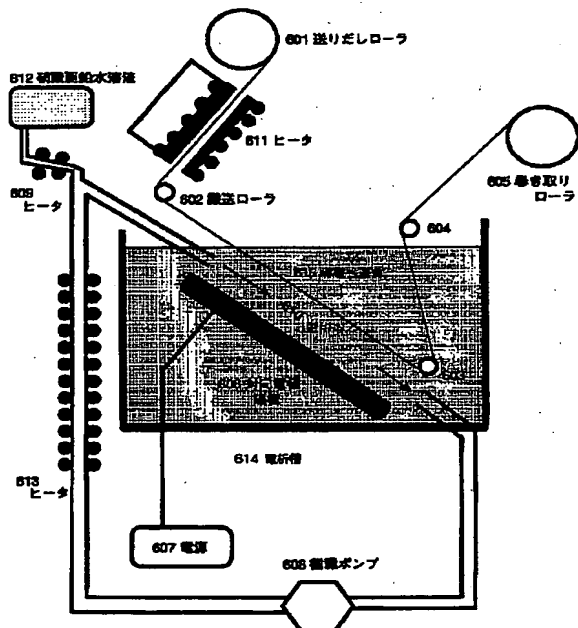 601 送りだしローラ
612 硝酸亜鉛水溶液
611 ヒータ
605 巻き取り
ローラ
609
ヒータ
602 搬送ローラ
604
613
ヒータ
614 電析槽
607 電源
608 循環ポンプ